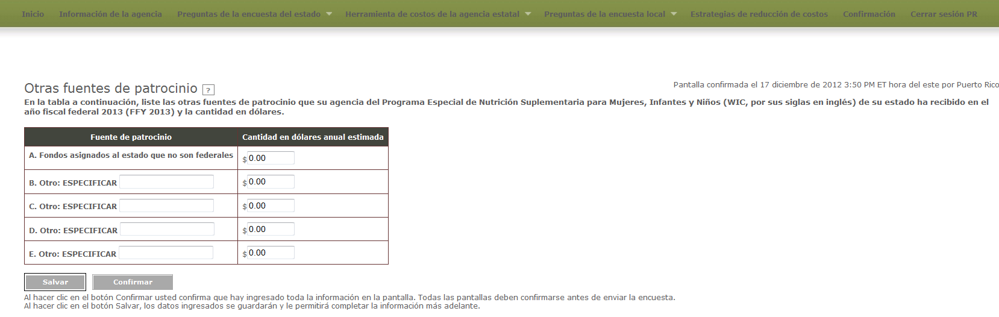 Inicio Información de la agencia Preguntas de la encuesta del estado Herramienta de costos de la agencia estatal Preguntas de la encuesta local Estrategias de reducción de costos Confirmación Cerrar sesión PR
Otras fuentes de patrocinio ?
Pantalla confirmada el 17 diciembre de 2012 3:50 PM ET hora del este por Puerto Rico
En la tabla a continuación, liste las otras fuentes de patrocinio que su agencia del Programa Especial de Nutrición Suplementaria para Mujeres, Infantes y Niños (WIC, por sus siglas en inglés) de su estado ha recibido en el
año fiscal federal 2013 (FFY 2013) y la cantidad en dólares.
Fuente de patrocinio Cantidad en dólares anual estimada
A. Fondos asignados al estado que no son federales $ 0.00
B. Otro: ESPECIFICAR $ 0.00
C. Otro: ESPECIFICAR $ 0.00
D. Otro: ESPECIFICAR $ 0.00
E. Otro: ESPECIFICAR $ 0.00
Salvar Confirmar
Al hacer clic en el botón Confirmar usted confirma que hay ingresado toda la información en la pantalla. Todas las pantallas deben confirmarse antes de enviar la encuesta.
Al hacer clic en el botón Salvar, los datos ingresados se guardarán y le permitirá completar la información más adelante.